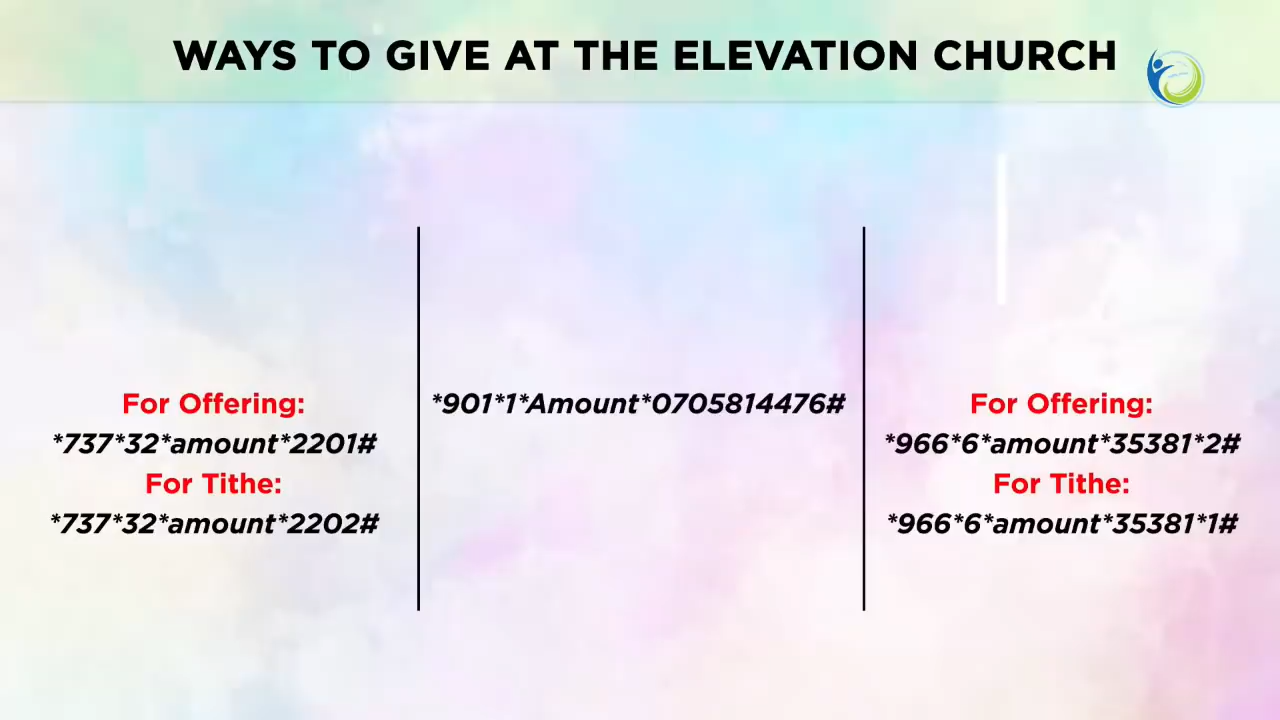 WAYS TO GIVE AT THE ELEVATION CHURCH
For Offering:
*737*32*amount*2201#
For Tithe:
*737*32*amount*2202#
*901*1*Amount*0705814476#
For Offering:
*966*6*amount*35381*2#
For Tithe:
*966*6*amount*35381*1#